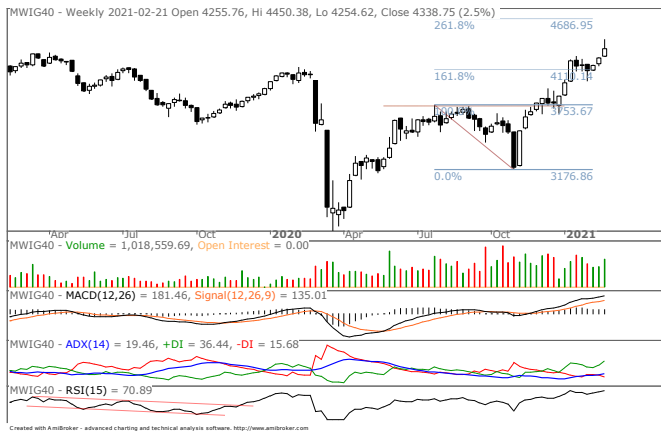 MWIG40 - Weekly 2021-02-21 Open 4255.76, Hi 4450.38, Lo 4254.62, Close 4338.75 (2.5%)
261.8% 4686.95
161.8% 4110.14
100.0% 3753.67
0.0% 3176.86
Apr Jul Oct 2020 Apr Jul Oct 2021
MWIG40 - Volume = 1,018,559.69, Open Interest = 0.00
MWIG40 - MACD(12,26) = 181.46, Signal(12,26,9) = 135.01
MWIG40 - ADX(14) = 19.46, +DI = 36.44, -DI = 15.68
MWIG40 - RSI(15) = 70.89
Created with AmiBroker - advanced charting and technical analysis software. http://www.amibroker.com